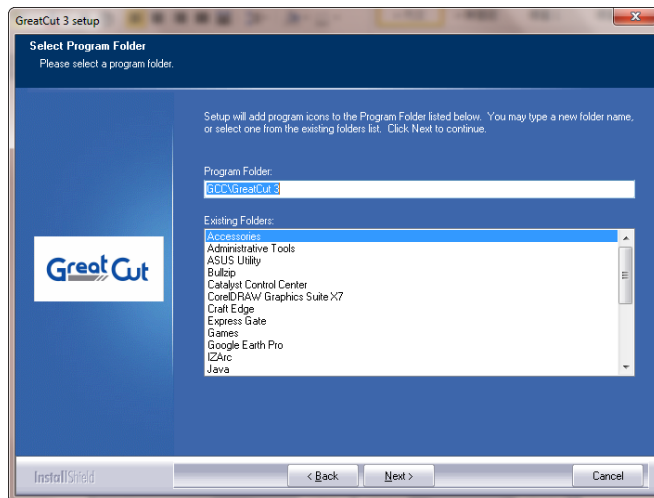 GreatCut 3 setup
Select Program Folder
Please select a program folder.
Setup will add program icons to the Program Folder listed below. You may type a new folder name,
or select one from the existing folders list. Click Next to continue.
Program Folder:
GCC\GreatCut 3
Existing Folders:
Accessories
Administrative Tools
ASUS Utility
Bullzip
Catalyst Control Center
CorelDRAW Graphics Suite X7
Craft Edge
Express Gate
Games
Google Earth Pro
IZArc
Java
Great Cut
InstallShield
< Back
Next >
Cancel